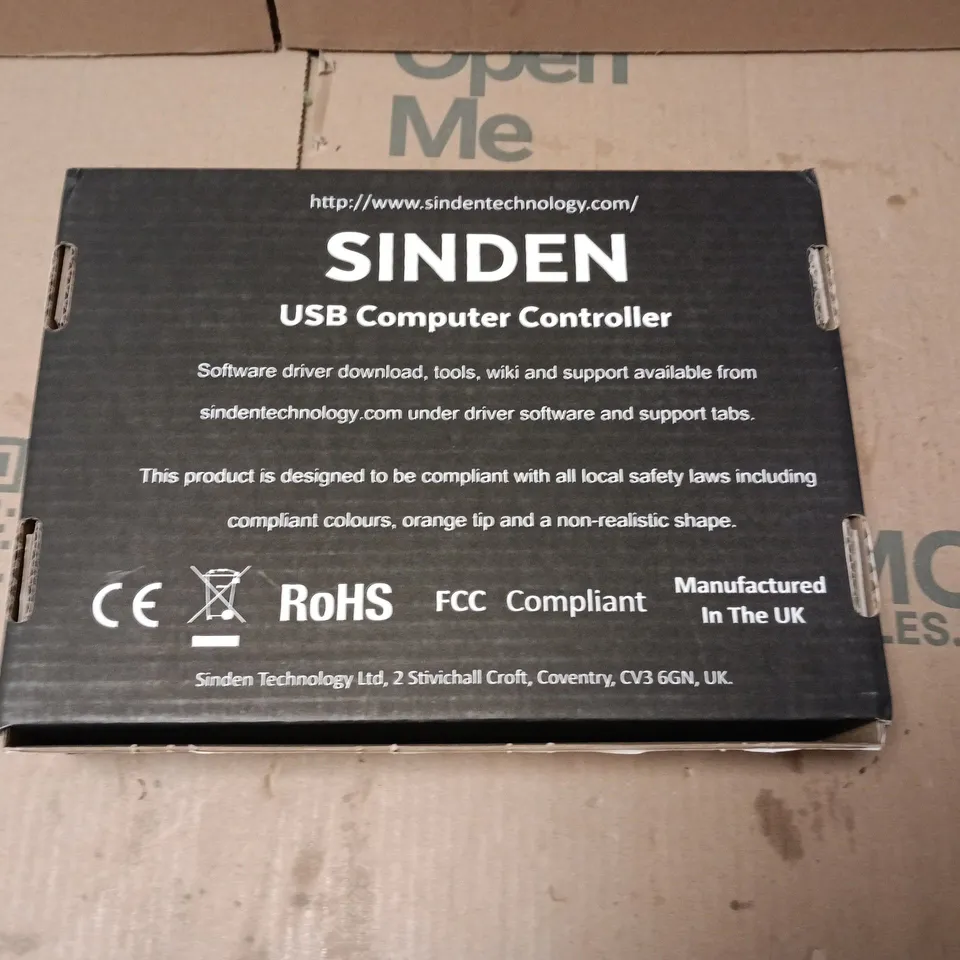 Open
Me
http://www.sindentechnology.com/
SINDEN
USB Computer Controller
Software driver download, tools, wiki and support available from
sindentechnology.com under driver software and support tabs.
This product is designed to be compliant with all local safety laws including
compliant colours, orange tip and a non-realistic shape.
CE RoHS FCC Compliant Manufactured
In The UK
Sinden Technology Ltd, 2 Stivichall Croft, Coventry, CV3 6GN, UK.